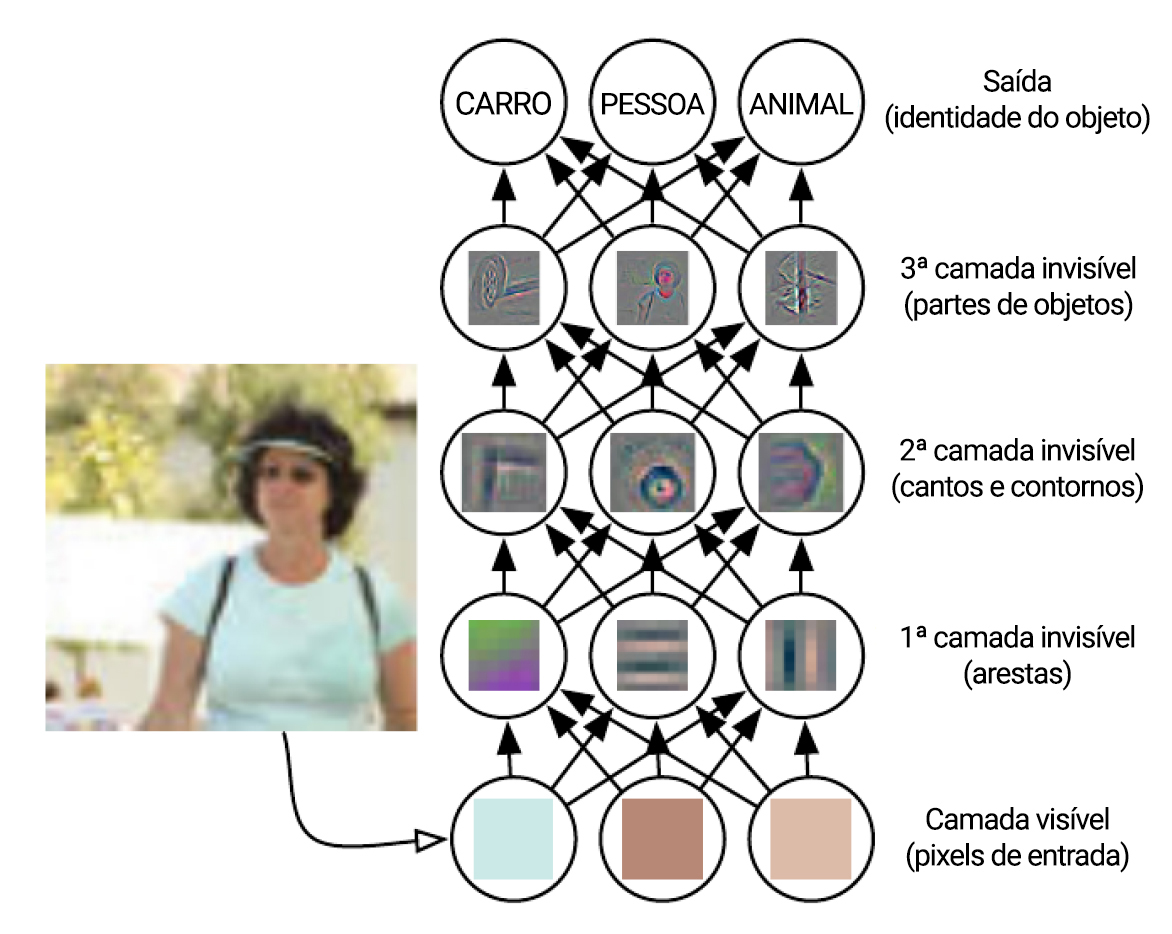 CARRO
PESSOA
ANIMAL
Saída
(identidade do objeto)
3ª camada invisível
(partes de objetos)
2ª camada invisível
(cantos e contornos)
1ª camada invisível
(arestas)
Camada visível
(pixels de entrada)